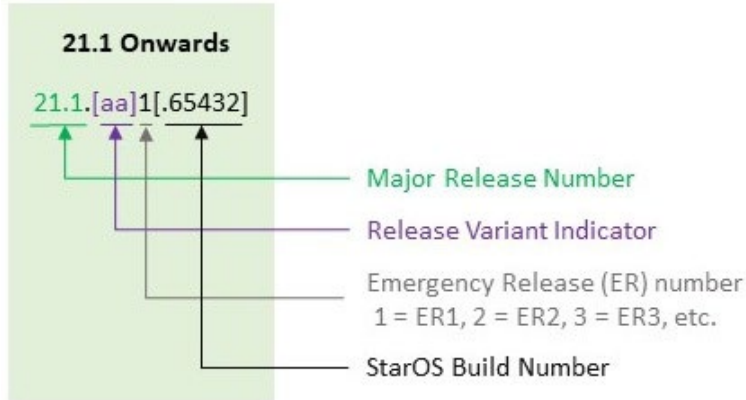 21.1 Onwards
21.1.[aa]1[.65432]
Major Release Number
Release Variant Indicator
Emergency Release (ER) number
1 = ER1, 2 = ER2, 3 = ER3, etc.
StarOS Build Number